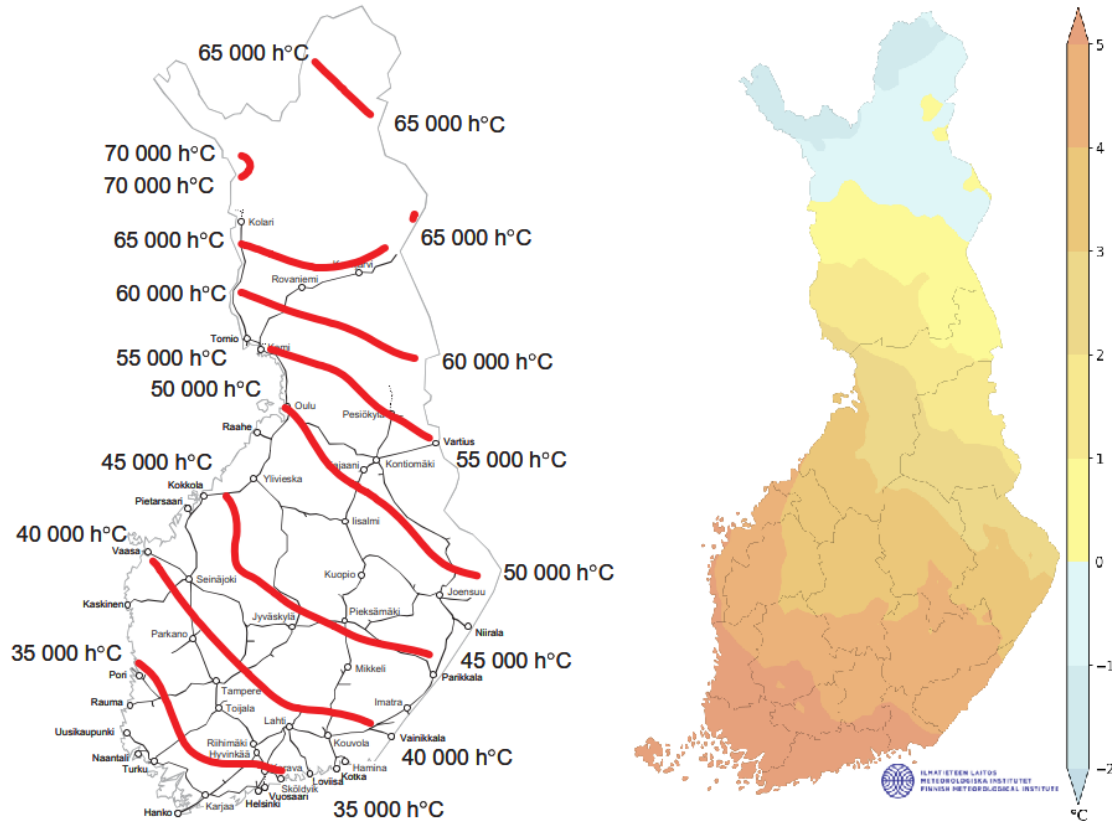 65 000 h°C
65 000 h°C
70 000 h°C
70 000 h°C
Kolari
65 000 h°C
65 000 h°C
Rovaniemi
60 000 h°C
Tornio
Kemi
55 000 h°C
60 000 h°C
50 000 h°C
Oulu
Pesiökylä
Raahe
Vartius
55 000 h°C
45 000 h°C
Kajaani
Kontiomäki
Ylivieska
Kokkola
Pietarsaari
Iisalmi
40 000 h°C
Vaasa
Seinäjoki
Kuopio
50 000 h°C
Joensuu
Kaskinen
Pieksämäki
Jyväskylä
Niirala
Parkano
35 000 h°C
45 000 h°C
Mikkeli
Pori
Parikkala
Tampere
Rauma
Toijala
Imatra
Lahti
Uusikaupunki
Vainikkala
Riihimäki
Kouvola
Hyvinkää
40 000 h°C
Naantali
Turku
Kerava
Hamina
Kotka
Loviisa
Sköldvik
Vuosaari
Helsinki
Karjaa
35 000 h°C
Hanko
5
4
3
2
1
0
−1
−2
°C
ILMATIETEEN LAITOS
METEOROLOGISKA INSTITUTET
FINNISH METEOROLOGICAL INSTITUTE